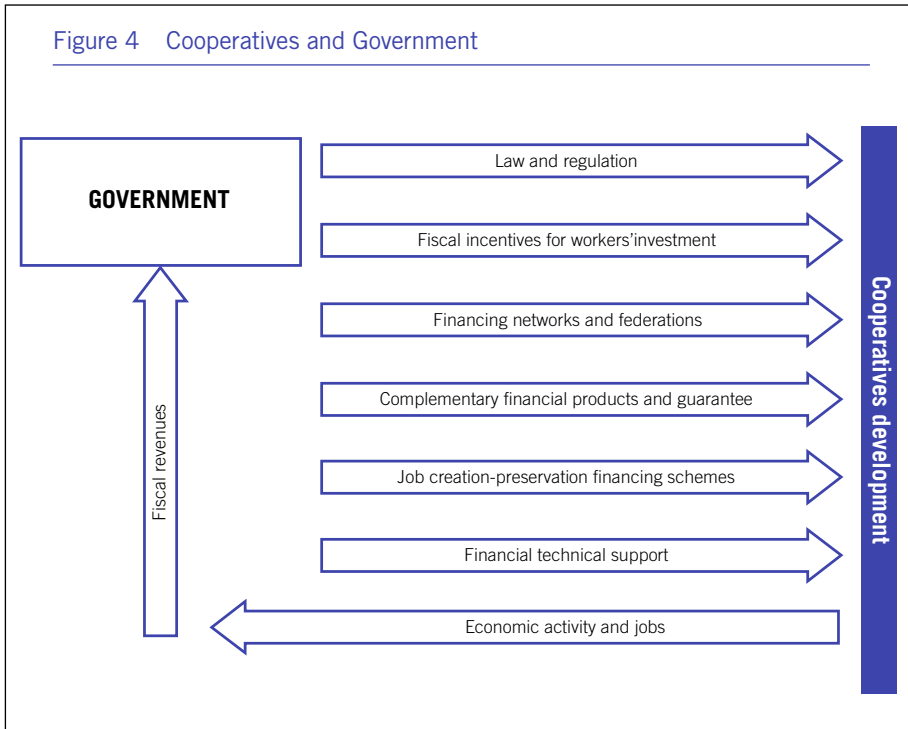 Figure 4 Cooperatives and Government
GOVERNMENT
Law and regulation
Fiscal incentives for workers'investment
Financing networks and federations
Complementary financial products and guarantee
Job creation-preservation financing schemes
Financial technical support
Economic activity and jobs
Fiscal revenues
Cooperatives development